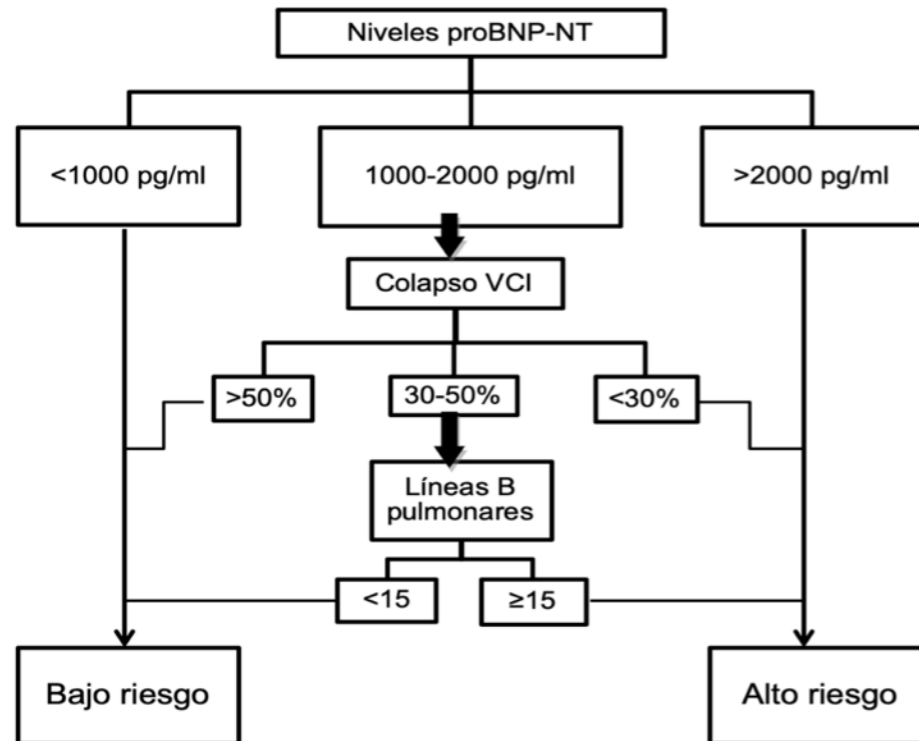 Niveles proBNP-NT
<1000 pg/ml
1000-2000 pg/ml
>2000 pg/ml
Colapso VCI
>50%
30-50%
<30%
Líneas B
pulmonares
<15
≥15
Bajo riesgo
Alto riesgo